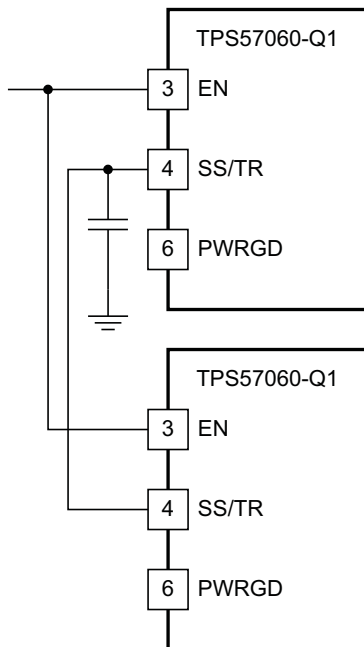 TPS57060-Q1
3 EN
4 SS/TR
6 PWRGD
TPS57060-Q1
3 EN
4 SS/TR
6 PWRGD